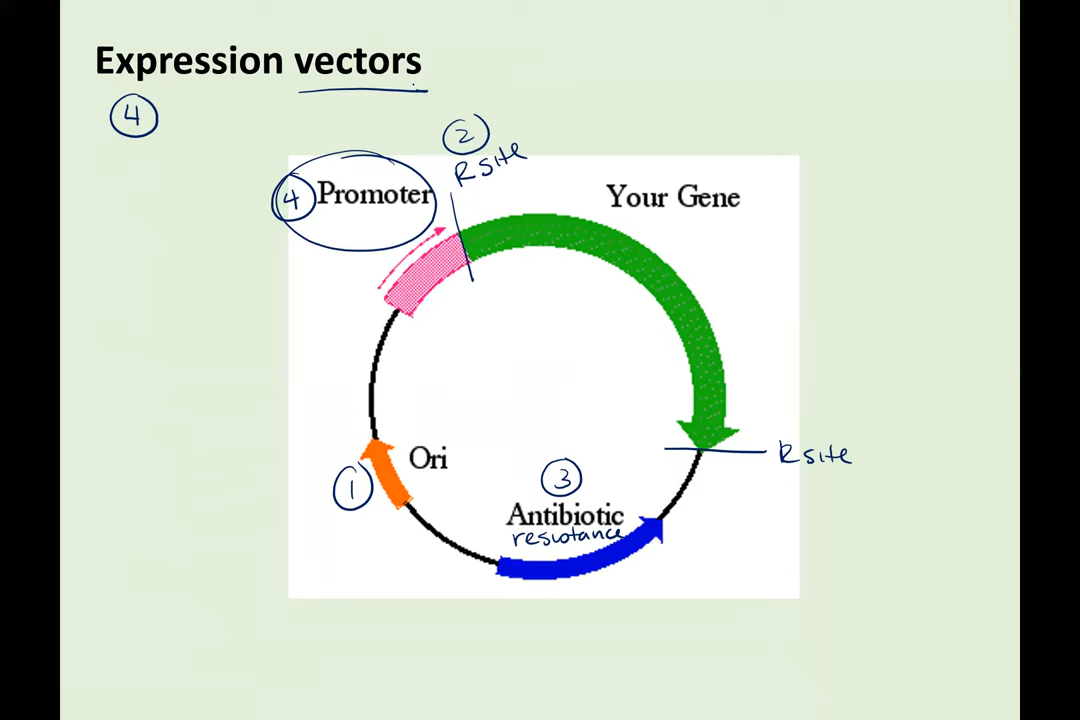 Expression vectors
4
2
R site
4 Promoter
Your Gene
Ori
1
R site
3
Antibiotic
resistance